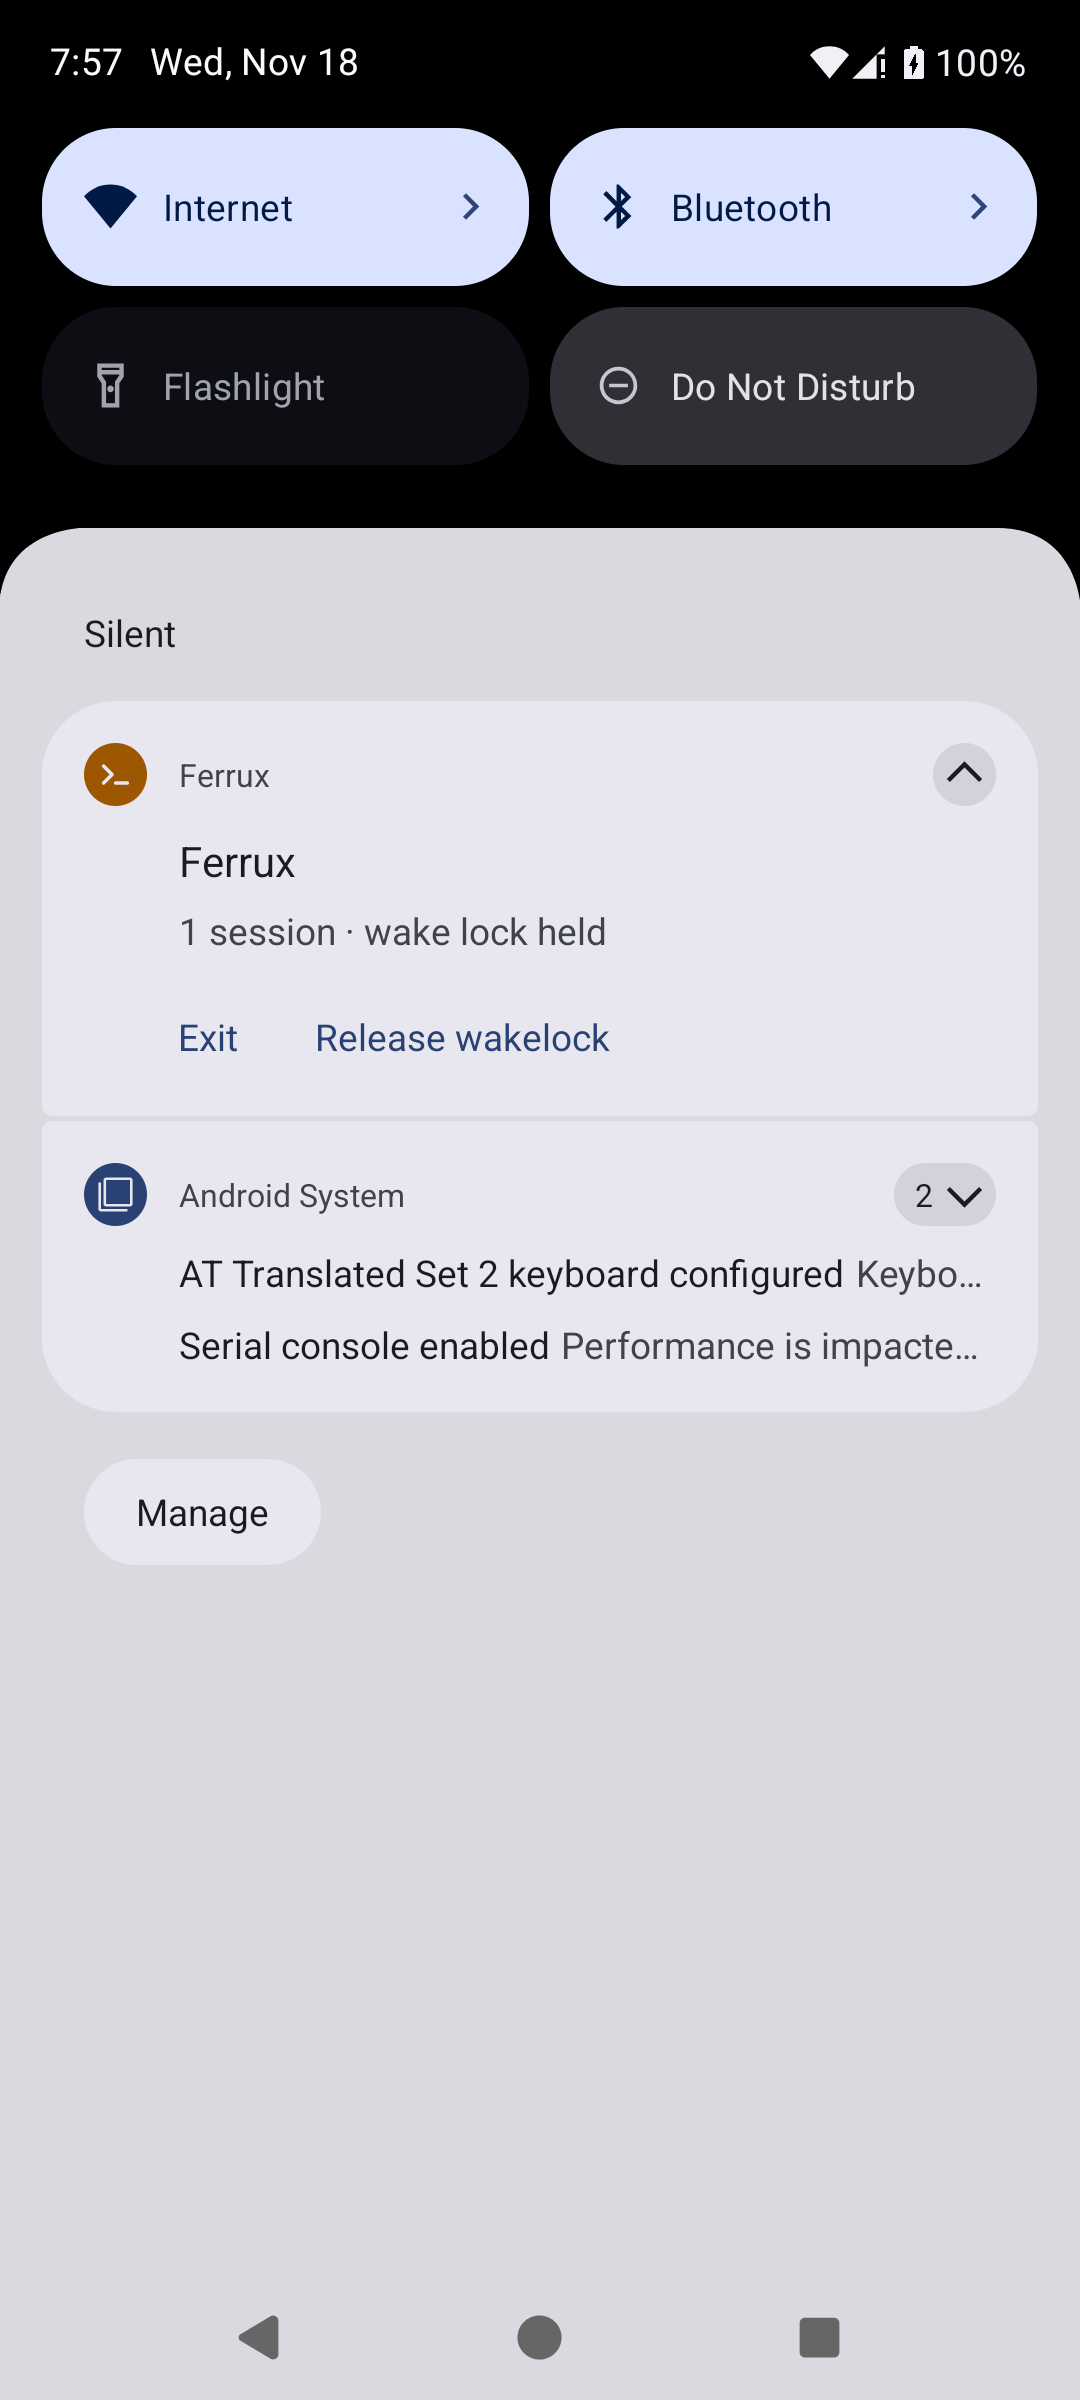 7:57 Wed, Nov 18 100%
Internet Bluetooth
Flashlight Do Not Disturb
Silent
Ferrux
Ferrux
1 session · wake lock held
Exit Release wakelock
Android System 2
AT Translated Set 2 keyboard configured Keybo…
Serial console enabled Performance is impacte…
Manage